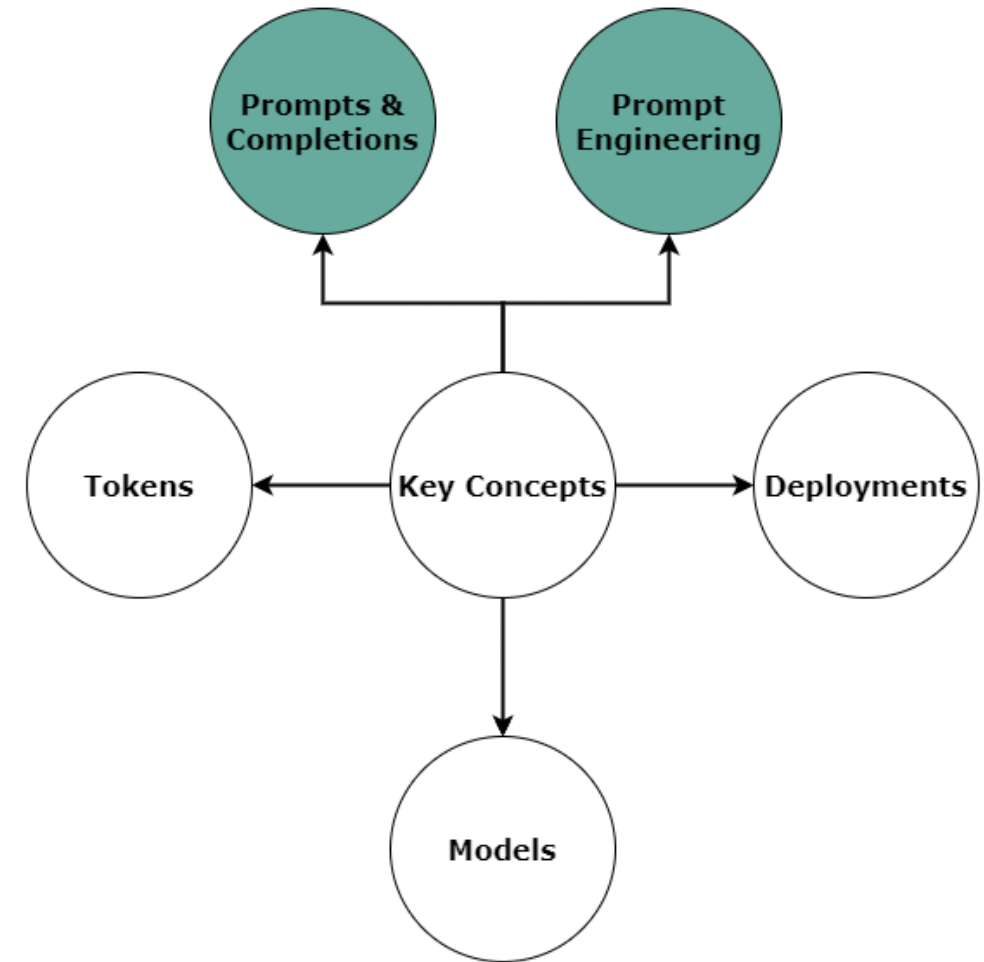 Prompts &
Completions
Prompt
Engineering
Tokens
Key Concepts
Deployments
Models